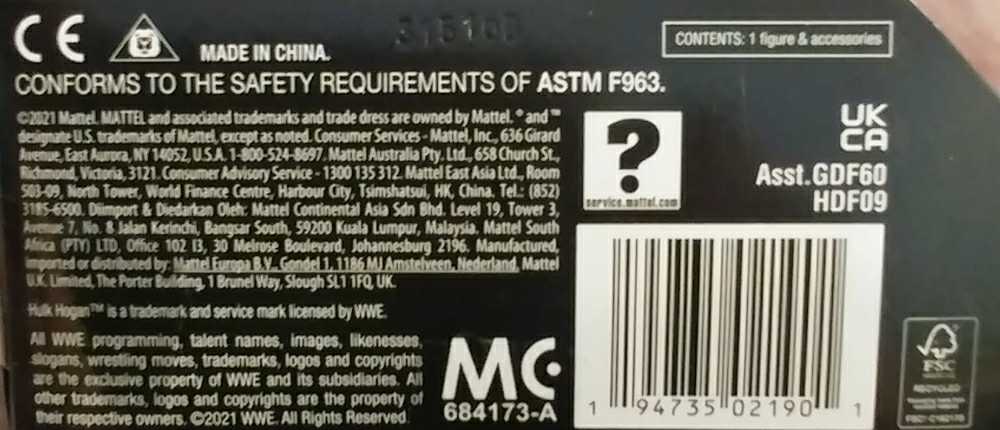 CE
MADE IN CHINA.
CONTENTS: 1 figure & accessories
CONFORMS TO THE SAFETY REQUIREMENTS OF ASTM F963.
©2021 Mattel. MATTEL and associated trademarks and trade dress are owned by Mattel. ® and ™
designate U.S. trademarks of Mattel, except as noted. Consumer Services - Mattel, Inc., 636 Girard
Avenue, East Aurora, NY 14052, U.S.A. 1-800-524-8697. Mattel Australia Pty. Ltd., 658 Church St.,
Richmond, Victoria, 3121. Consumer Advisory Service - 1300 135 312. Mattel East Asia Ltd., Room
503-09, North Tower, World Finance Centre, Harbour City, Tsimshatsui, HK, China. Tel.: (852)
3185-6500. Diimport & Diedarkan Oleh: Mattel Continental Asia Sdn Bhd. Level 19, Tower 3,
Avenue 7, No. 8 Jalan Kerinchi, Bangsar South, 59200 Kuala Lumpur, Malaysia. Mattel South
Africa (PTY) LTD, Office 102 I3, 30 Melrose Boulevard, Johannesburg 2196. Manufactured,
imported or distributed by: Mattel Europa B.V., Gondel 1, 1186 MJ Amstelveen, Nederland. Mattel
U.K. Limited, The Porter Building, 1 Brunel Way, Slough SL1 1FQ, UK.
Hulk Hogan™ is a trademark and service mark licensed by WWE.
All WWE programming, talent names, images, likenesses,
slogans, wrestling moves, trademarks, logos and copyrights
are the exclusive property of WWE and its subsidiaries. All
other trademarks, logos and copyrights are the property of
their respective owners. ©2021 WWE. All Rights Reserved.
?
service.mattel.com
UK
CA
Asst.GDF60
HDF09
MC
684173-A
1 94735 02190 1
FSC
RECYCLED